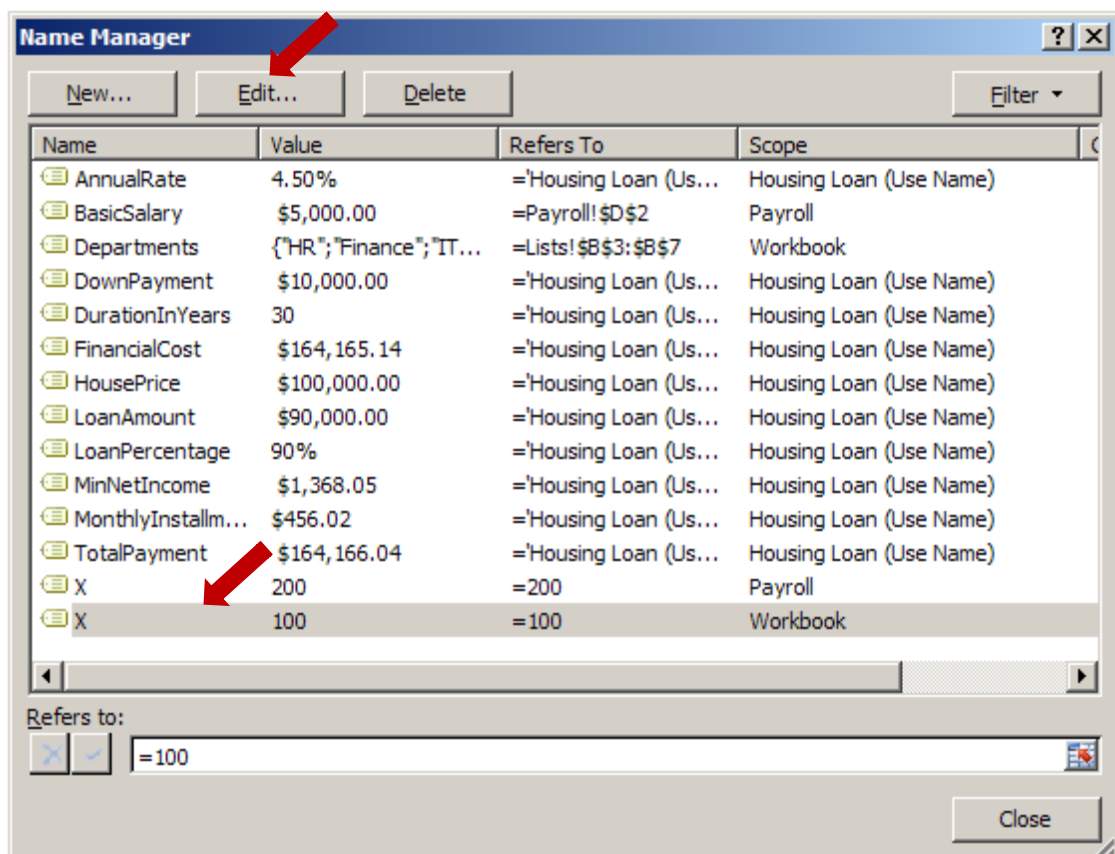 Name Manager
New... Edit... Delete Filter
Name Value Refers To Scope
AnnualRate 4.50% ='Housing Loan (Us... Housing Loan (Use Name)
BasicSalary $5,000.00 =Payroll!$D$2 Payroll
Departments {"HR";"Finance";"IT... =Lists!$B$3:$B$7 Workbook
DownPayment $10,000.00 ='Housing Loan (Us... Housing Loan (Use Name)
DurationInYears 30 ='Housing Loan (Us... Housing Loan (Use Name)
FinancialCost $164,165.14 ='Housing Loan (Us... Housing Loan (Use Name)
HousePrice $100,000.00 ='Housing Loan (Us... Housing Loan (Use Name)
LoanAmount $90,000.00 ='Housing Loan (Us... Housing Loan (Use Name)
LoanPercentage 90% ='Housing Loan (Us... Housing Loan (Use Name)
MinNetIncome $1,368.05 ='Housing Loan (Us... Housing Loan (Use Name)
MonthlyInstallm... $456.02 ='Housing Loan (Us... Housing Loan (Use Name)
TotalPayment $164,166.04 ='Housing Loan (Us... Housing Loan (Use Name)
X 200 =200 Payroll
X 100 =100 Workbook
Refers to:
=100
Close